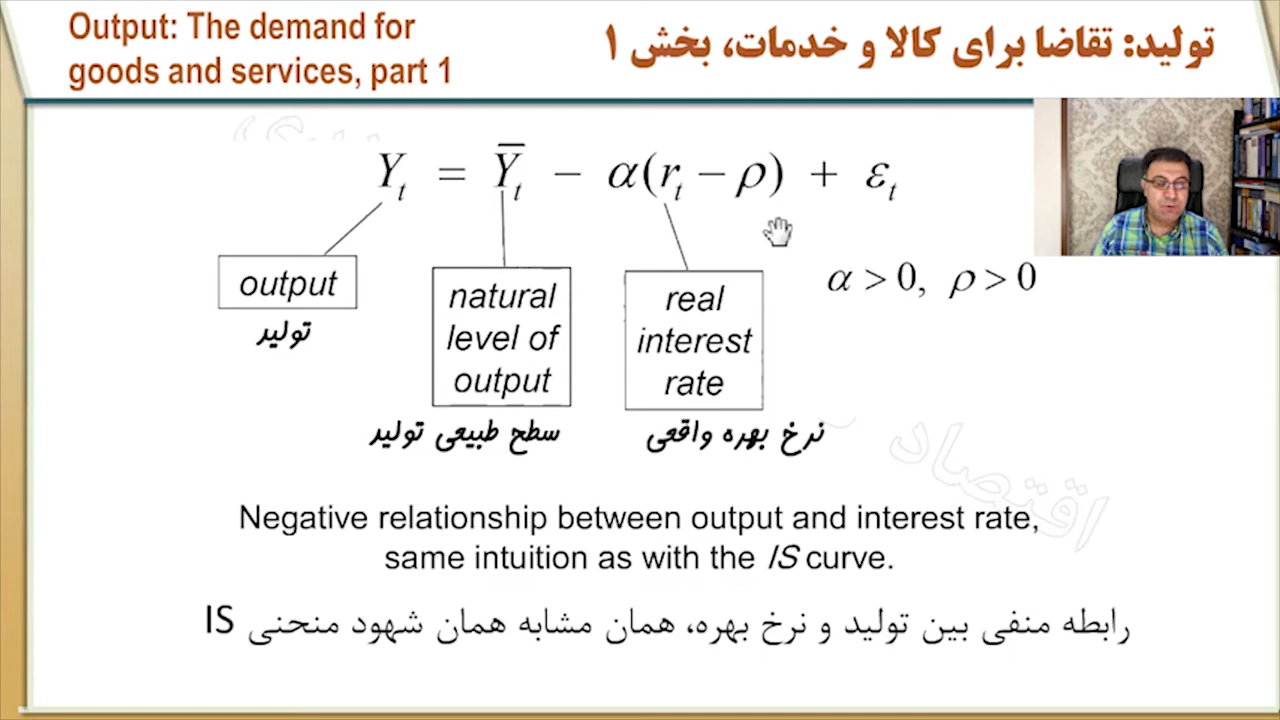 Output: The demand for
goods and services, part 1
تولید: تقاضا برای کالا و خدمات، بخش ۱
Y_t = Ȳ_t − α(r_t − ρ) + ε_t
α > 0, ρ > 0
output
تولید
natural
level of
output
سطح طبیعی تولید
real
interest
rate
نرخ بهره واقعی
اقتصاد
Negative relationship between output and interest rate,
same intuition as with the IS curve.
رابطه منفی بین تولید و نرخ بهره، همان مشابه همان شهود منحنی IS